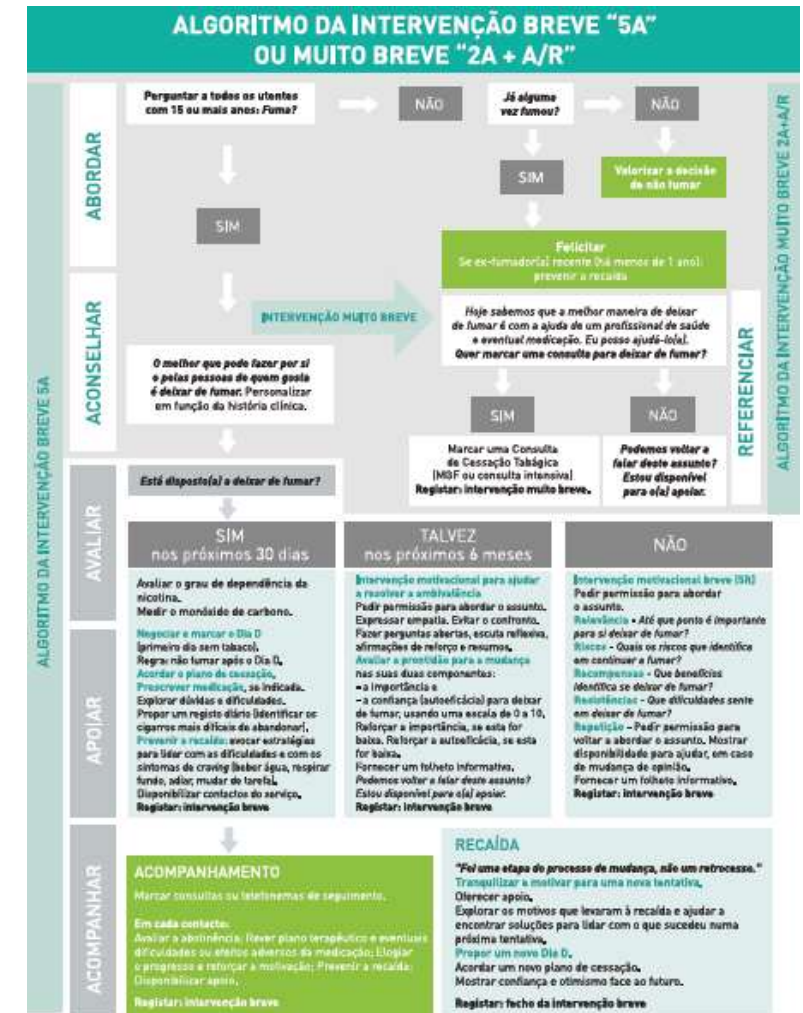 ALGORITMO DA INTERVENÇÃO BREVE "5A"
OU MUITO BREVE "2A + A/R"
ALGORITMO DA INTERVENÇÃO BREVE 5A
ALGORITMO DA INTERVENÇÃO MUITO BREVE 2A+A/R
ABORDAR
Perguntar a todos os utentes
com 15 ou mais anos: Fuma?
NÃO
Já alguma
vez fumou?
NÃO
SIM
SIM
Valorizar a decisão
de não fumar
Felicitar
Se ex-fumador(a) recente (há menos de 1 ano):
prevenir a recaída
ACONSELHAR
INTERVENÇÃO MUITO BREVE
O melhor que pode fazer por si
e pelas pessoas de quem gosta
é deixar de fumar. Personalizar
em função da história clínica.
REFERENCIAR
Hoje sabemos que a melhor maneira de deixar
de fumar é com a ajuda de um profissional de saúde
e eventual medicação. Eu posso ajudá-lo(a).
Quer marcar uma consulta para deixar de fumar?
SIM
NÃO
Marcar uma Consulta
de Cessação Tabágica
(MGF ou consulta intensiva)
Registar: intervenção muito breve.
Podemos voltar a
falar deste assunto?
Estou disponível
para o(a) apoiar.
AVALIAR
Está disposto(a) a deixar de fumar?
SIM
nos próximos 30 dias
TALVEZ
nos próximos 6 meses
NÃO
APOIAR
Avaliar o grau de dependência da
nicotina.
Medir o monóxido de carbono.
Negociar e marcar o Dia D
(primeiro dia sem tabaco).
Regra: não fumar após o Dia D.
Acordar o plano de cessação.
Prescrever medicação, se indicada.
Explorar dúvidas e dificuldades.
Propor um registo diário (identificar os
cigarros mais difíceis de abandonar).
Prevenir a recaída: evocar estratégias
para lidar com as dificuldades e com os
sintomas de craving (beber água, respirar
fundo, adiar, mudar de tarefa).
Disponibilizar contactos do serviço.
Registar: intervenção breve
Intervenção motivacional para ajudar
a resolver a ambivalência
Pedir permissão para abordar o assunto.
Expressar empatia. Evitar o confronto.
Fazer perguntas abertas, escuta reflexiva,
afirmações de reforço e resumos.
Avaliar a prontidão para a mudança
nas suas duas componentes:
– a importância e
– a confiança (autoeficácia) para deixar
de fumar, usando uma escala de 0 a 10.
Reforçar a importância, se esta for
baixa. Reforçar a autoeficácia, se esta
for baixa.
Fornecer um folheto informativo.
Podemos voltar a falar deste assunto?
Estou disponível para o(a) apoiar.
Registar: intervenção breve
Intervenção motivacional breve (5R)
Pedir permissão para abordar
o assunto.
Relevância - Até que ponto é importante
para si deixar de fumar?
Riscos - Quais os riscos que identifica
em continuar a fumar?
Recompensas - Que benefícios
identifica se deixar de fumar?
Resistências - Que dificuldades sente
em deixar de fumar?
Repetição - Pedir permissão para
voltar a abordar o assunto. Mostrar
disponibilidade para ajudar, em caso
de mudança de opinião.
Fornecer um folheto informativo.
Registar: intervenção breve
ACOMPANHAR
ACOMPANHAMENTO
Marcar consultas ou telefonemas de seguimento.
Em cada contacto:
Avaliar a abstinência; Rever plano terapêutico e eventuais
dificuldades ou efeitos adversos da medicação; Elogiar
o progresso e reforçar a motivação; Prevenir a recaída;
Disponibilizar apoio.
Registar: intervenção breve
RECAÍDA
"Foi uma etapa do processo de mudança, não um retrocesso."
Tranquilizar e motivar para uma nova tentativa.
Oferecer apoio.
Explorar os motivos que levaram à recaída e ajudar a
encontrar soluções para lidar com o que sucedeu numa
próxima tentativa.
Propor um novo Dia D.
Acordar um novo plano de cessação.
Mostrar confiança e otimismo face ao futuro.
Registar: fecho da intervenção breve